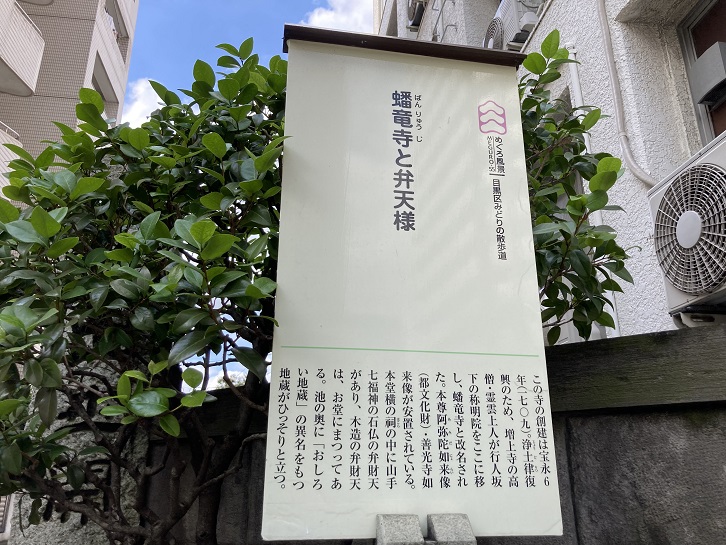 めぐろ風景
MEGURO
目黒区みどりの散歩道
ばんりゅうじ
蟠竜寺と弁天様
この寺の創建は宝永6
年(一七〇九)。浄土律復
興のため、増上寺の高
僧・霊雲上人が行人坂
下の称明院をここに移
し、蟠竜寺と改名され
た。本尊阿弥陀如来像
(都文化財)、善光寺如
来像が安置されている。
本堂横の祠の中に山手
七福神の石仏の弁財天
があり、木造の弁財天
は、お堂にまつってあ
る。池の奥に「おしろ
い地蔵」の異名をもつ
地蔵がひっそりと立つ。